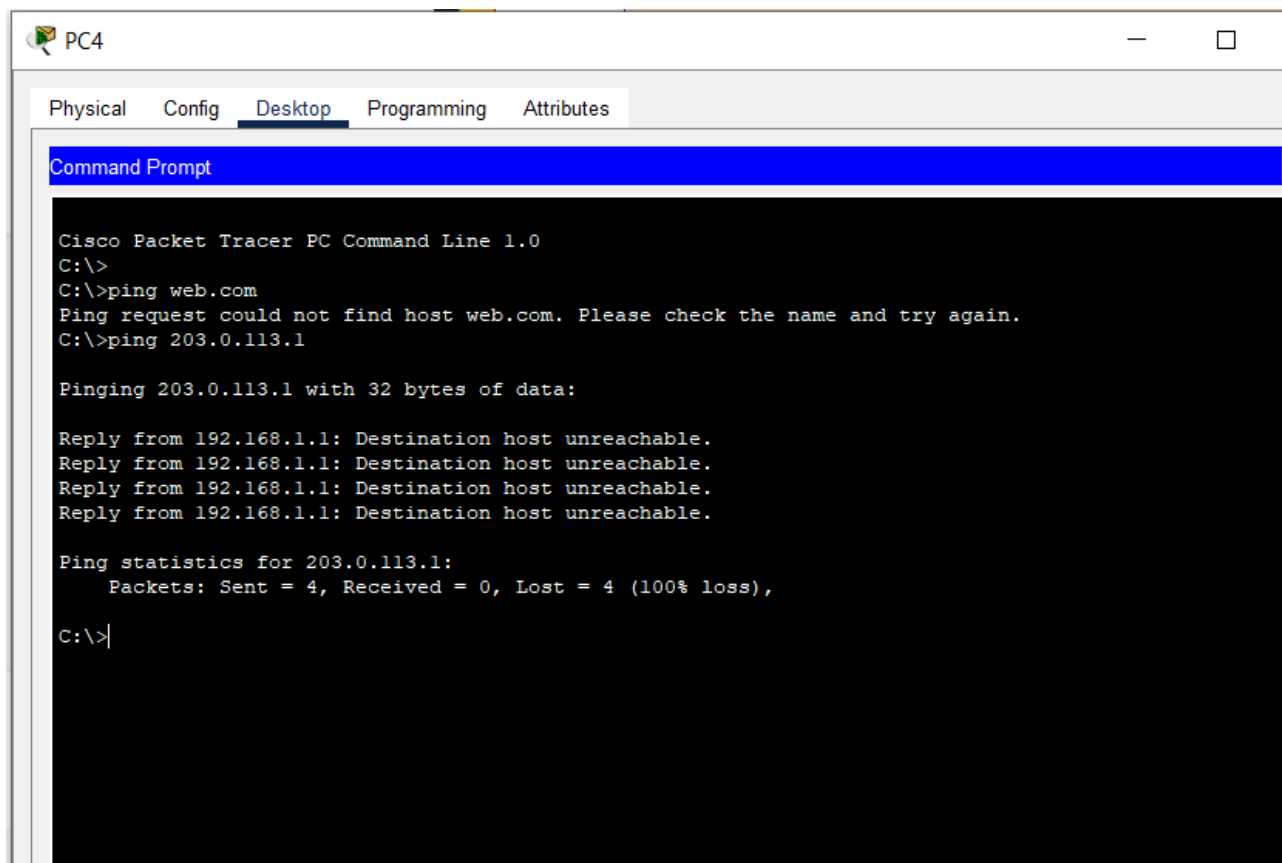 PC4
Physical Config Desktop Programming Attributes
Command Prompt
Cisco Packet Tracer PC Command Line 1.0
C:\>
C:\>ping web.com
Ping request could not find host web.com. Please check the name and try again.
C:\>ping 203.0.113.1
Pinging 203.0.113.1 with 32 bytes of data:
Reply from 192.168.1.1: Destination host unreachable.
Reply from 192.168.1.1: Destination host unreachable.
Reply from 192.168.1.1: Destination host unreachable.
Reply from 192.168.1.1: Destination host unreachable.
Ping statistics for 203.0.113.1:
Packets: Sent = 4, Received = 0, Lost = 4 (100% loss),
C:\>